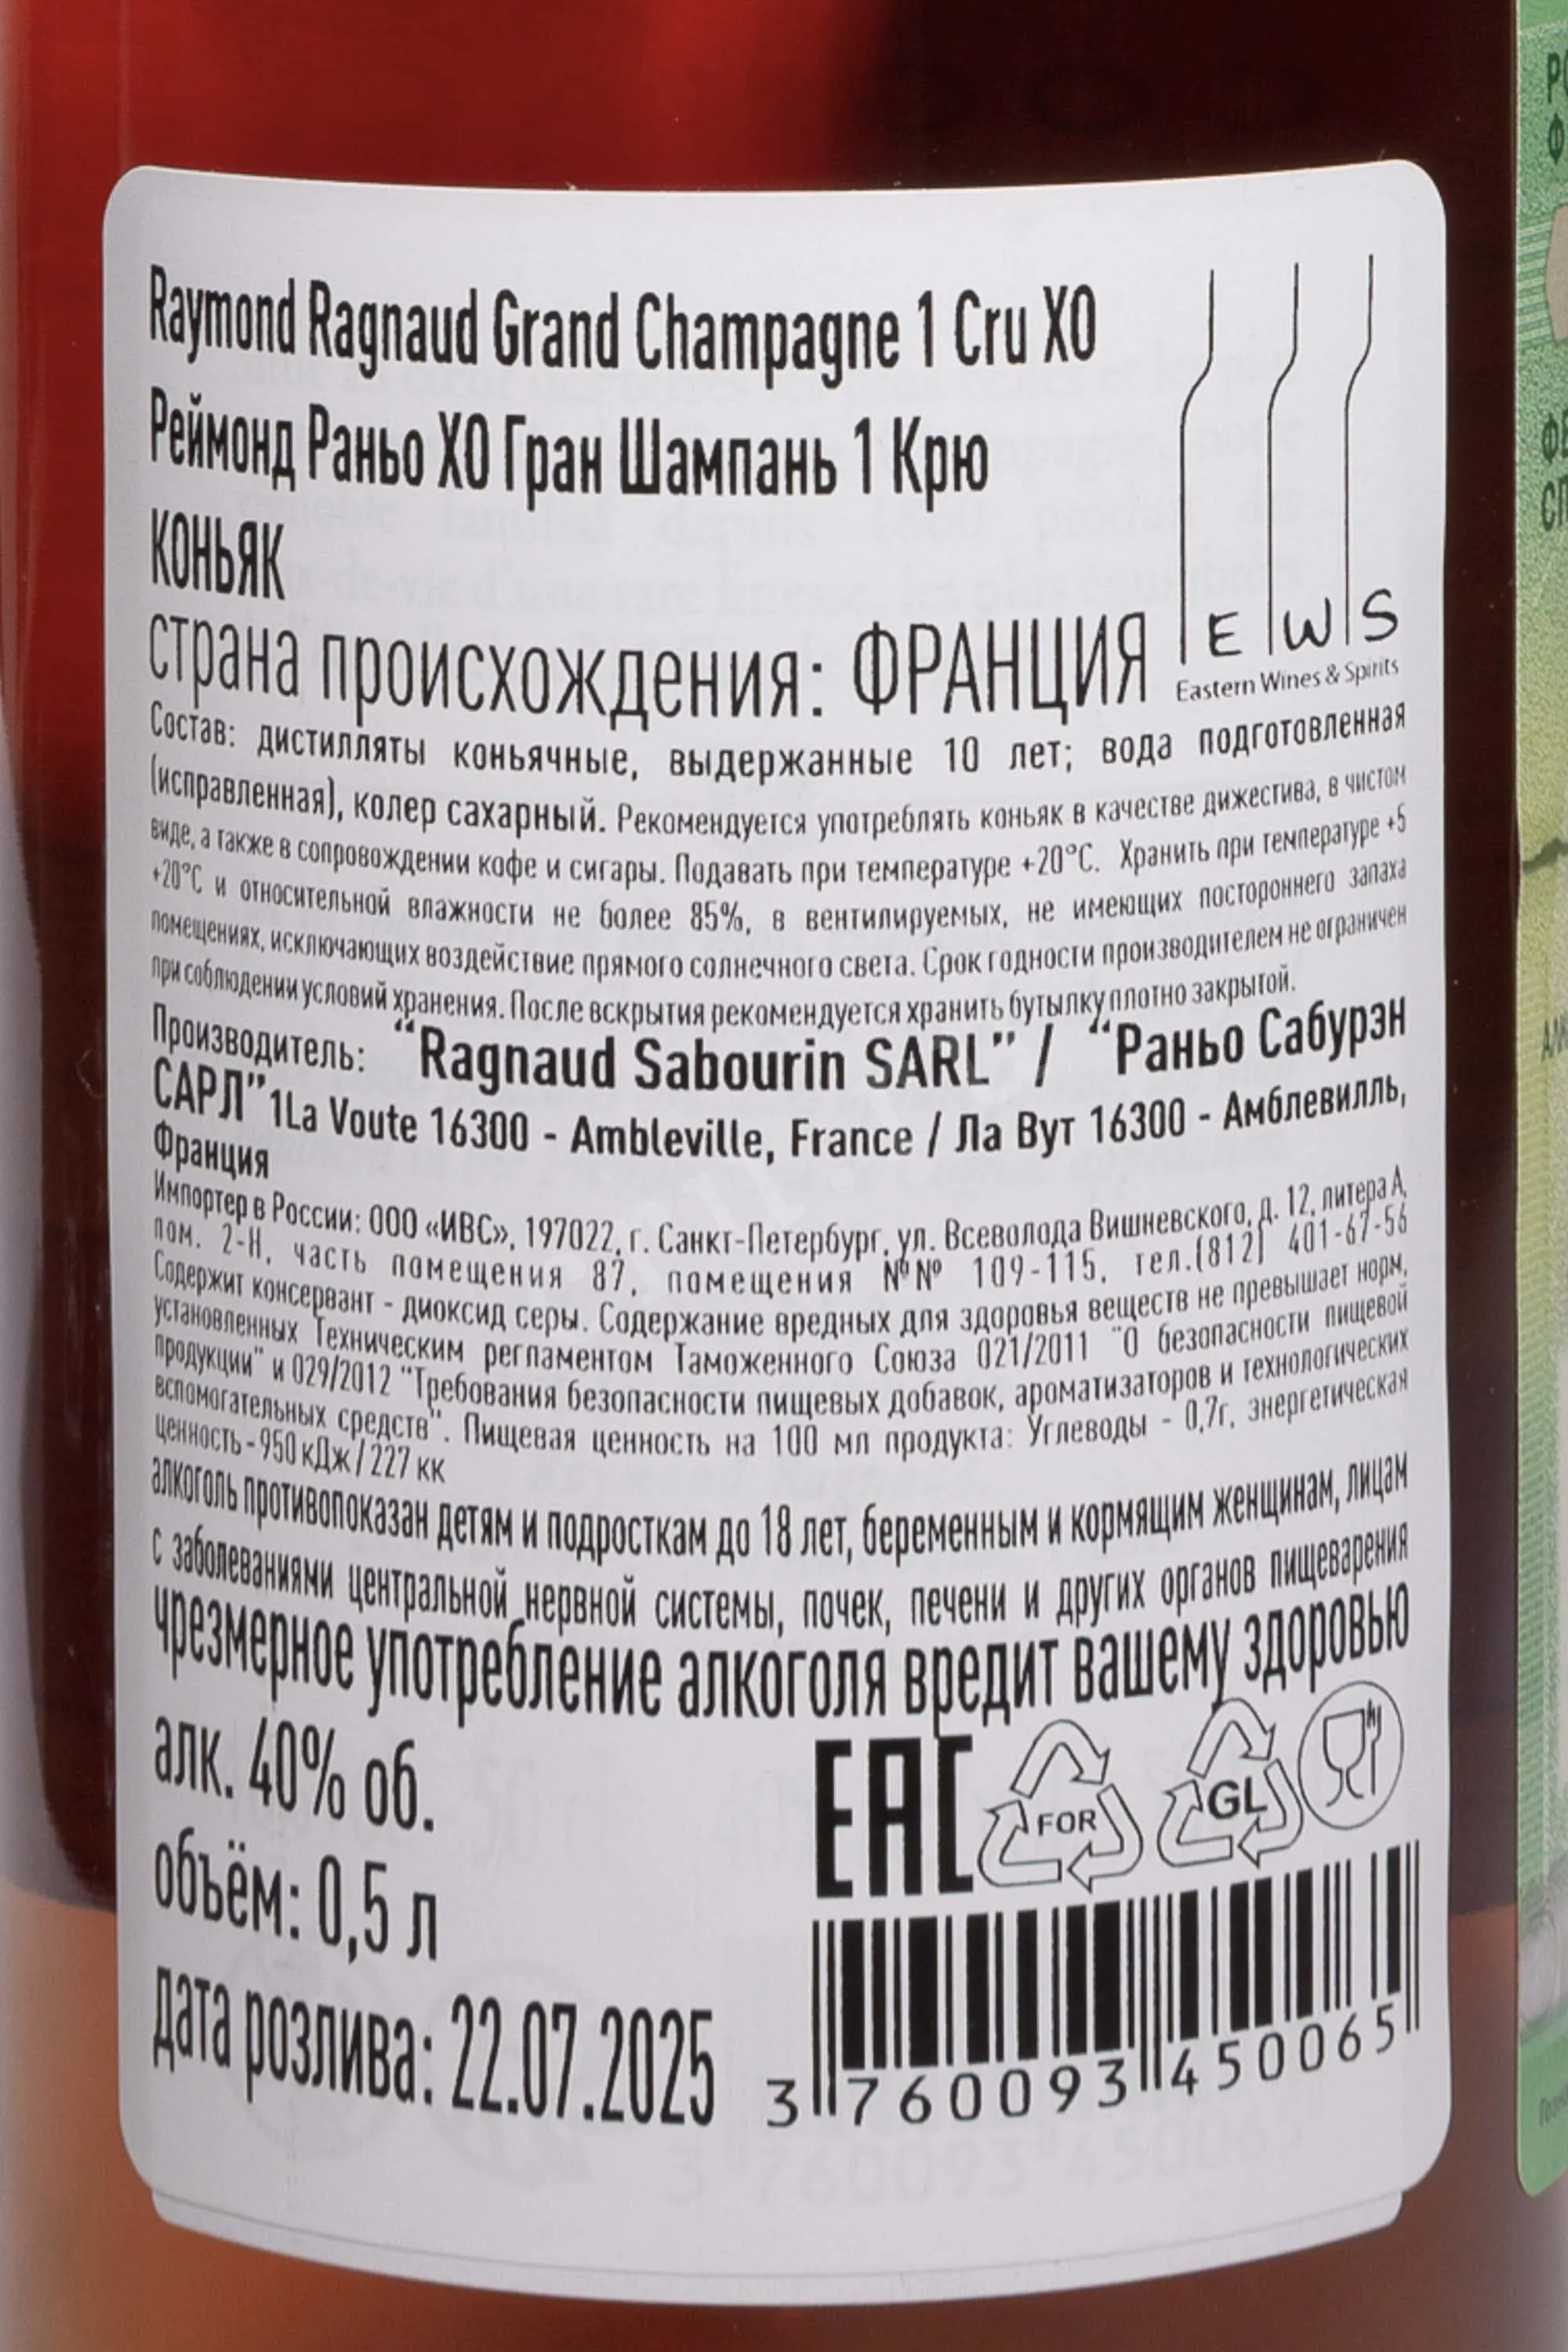 Raymond Ragnaud Grand Champagne 1 Cru XO
Реймонд Раньо ХО Гран Шампань 1 Крю
КОНЬЯК
E W S
Eastern Wines & Spirits
страна происхождения: ФРАНЦИЯ
Состав: дистилляты коньячные, выдержанные 10 лет; вода подготовленная
(исправленная), колер сахарный. Рекомендуется употреблять коньяк в качестве дижестива, в чистом
виде, а также в сопровождении кофе и сигары. Подавать при температуре +20°С. Хранить при температуре +5
+20°С и относительной влажности не более 85%, в вентилируемых, не имеющих постороннего запаха
помещениях, исключающих воздействие прямого солнечного света. Срок годности производителем не ограничен
при соблюдении условий хранения. После вскрытия рекомендуется хранить бутылку плотно закрытой.
Производитель: “Ragnaud Sabourin SARL” / “Раньо Сабурэн
САРЛ” 1La Voute 16300 - Ambleville, France / Ла Вут 16300 - Амблевилль,
Франция
Импортер в России: ООО «ИВС», 197022, г. Санкт-Петербург, ул. Всеволода Вишневского, д. 12, литера А,
пом. 2-Н, часть помещения 87, помещения №№ 109-115, тел.(812) 401-67-56
Содержит консервант - диоксид серы. Содержание вредных для здоровья веществ не превышает норм,
установленных Техническим регламентом Таможенного Союза 021/2011 "О безопасности пищевой
продукции" и 029/2012 "Требования безопасности пищевых добавок, ароматизаторов и технологических
вспомогательных средств". Пищевая ценность на 100 мл продукта: Углеводы - 0,7г, энергетическая
ценность - 950 кДж / 227 кк
алкоголь противопоказан детям и подросткам до 18 лет, беременным и кормящим женщинам, лицам
с заболеваниями центральной нервной системы, почек, печени и других органов пищеварения
чрезмерное употребление алкоголя вредит вашему здоровью
алк. 40% об.
EAC FOR GL
объём: 0,5 л
дата розлива: 22.07.2025
3 760093 450065